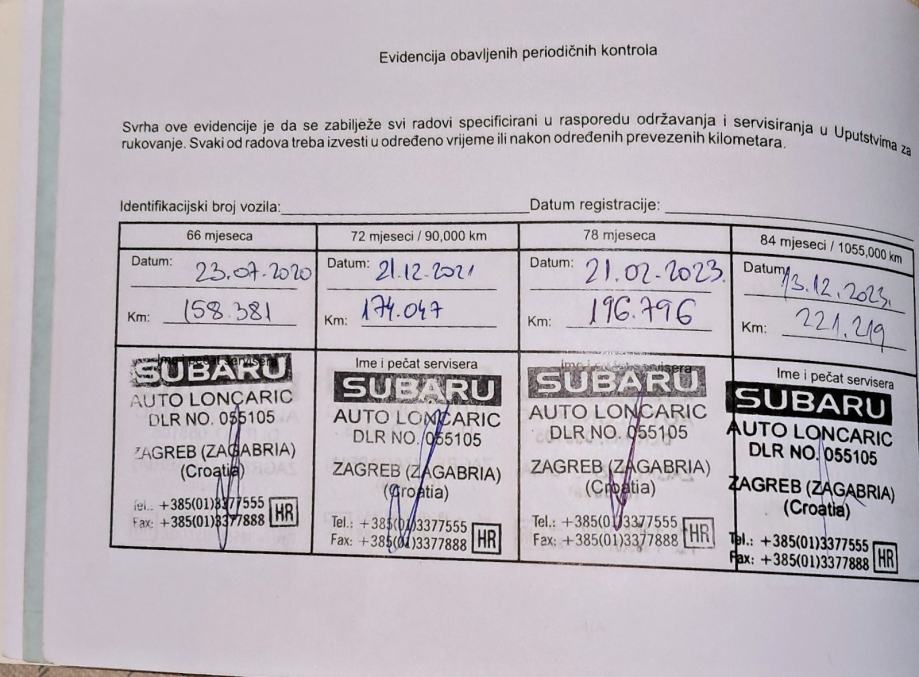 Evidencija obavljenih periodičnih kontrola
Svrha ove evidencije je da se zabilježe svi radovi specificirani u rasporedu održavanja i servisiranja u Uputstvima za
rukovanje. Svaki od radova treba izvesti u određeno vrijeme ili nakon određenih prevezenih kilometara.
Identifikacijski broj vozila: Datum registracije:
66 mjeseca
Datum: 23.07.2020
Km: 158.381
Ime i pečat servisera
SUBARU
AUTO LONCARIC
DLR NO. 055105
ZAGREB (ZAGABRIA)
(Croatia)
Tel.: +385(01)3377555
Fax: +385(01)3377888
HR
72 mjeseci / 90,000 km
Datum: 21.12.2021
Km: 174.047
Ime i pečat servisera
SUBARU
AUTO LONCARIC
DLR NO. 055105
ZAGREB (ZAGABRIA)
(Croatia)
Tel.: +385(01)3377555
Fax: +385(01)3377888
HR
78 mjeseca
Datum: 21.02.2023.
Km: 196.796
Ime i pečat servisera
SUBARU
AUTO LONCARIC
DLR NO. 055105
ZAGREB (ZAGABRIA)
(Croatia)
Tel.: +385(01)3377555
Fax: +385(01)3377888
HR
84 mjeseci / 1055,000 km
Datum: 13.12.2023.
Km: 221.219
Ime i pečat servisera
SUBARU
AUTO LONCARIC
DLR NO. 055105
ZAGREB (ZAGABRIA)
(Croatia)
Tel.: +385(01)3377555
Fax: +385(01)3377888
HR